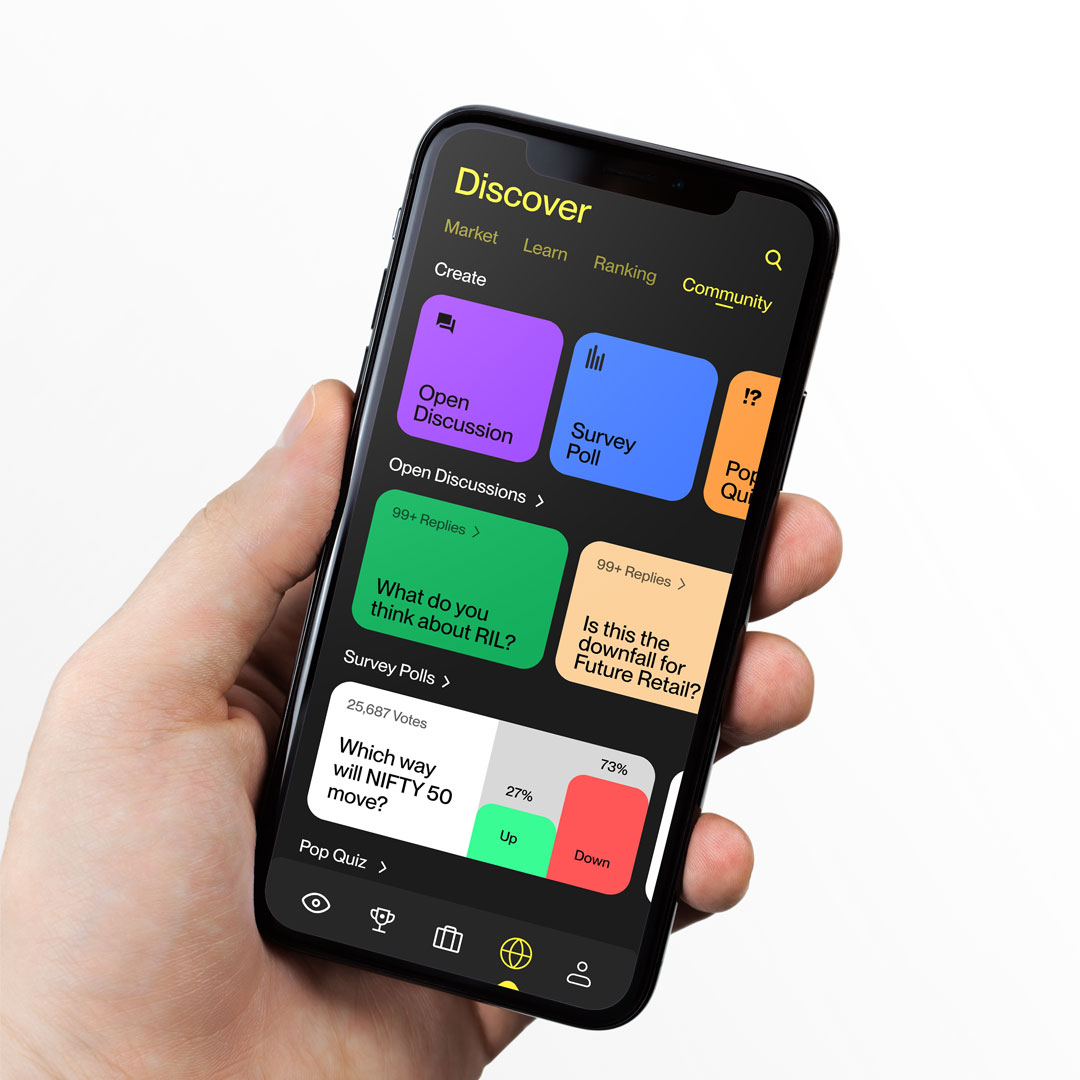 Discover
Market Learn Ranking Community
Create
Open
Discussion
Survey
Poll
!?
Pop
Open Discussions
99+ Replies
What do you
think about RIL?
99+ Replies
Is this the
downfall for
Future Retail?
Survey Polls
25,687 Votes
Which way
will NIFTY 50
move?
27%
Up
73%
Down
Pop Quiz